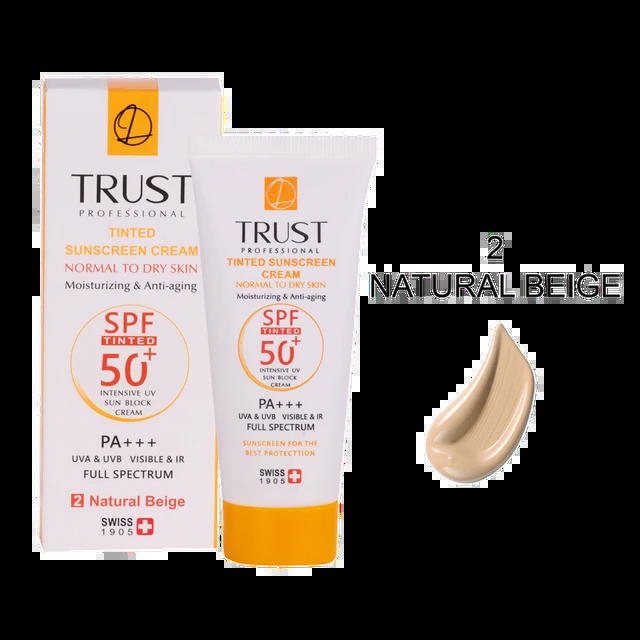 TRUST
PROFESSIONAL
TINTED
SUNSCREEN CREAM
NORMAL TO DRY SKIN
Moisturizing & Anti-aging
SPF
TINTED
50+
INTENSIVE UV
SUN BLOCK
CREAM
PA+++
UVA & UVB VISIBLE & IR
FULL SPECTRUM
2 Natural Beige
SWISS
1905
TRUST
PROFESSIONAL
TINTED SUNSCREEN
CREAM
NORMAL TO DRY SKIN
Moisturizing & Anti-aging
SPF
TINTED
50+
INTENSIVE UV
SUN BLOCK
CREAM
PA+++
UVA & UVB VISIBLE & IR
FULL SPECTRUM
SUNSCREEN FOR THE
BEST PROTECTTION
SWISS
1905
2
NATURAL BEIGE